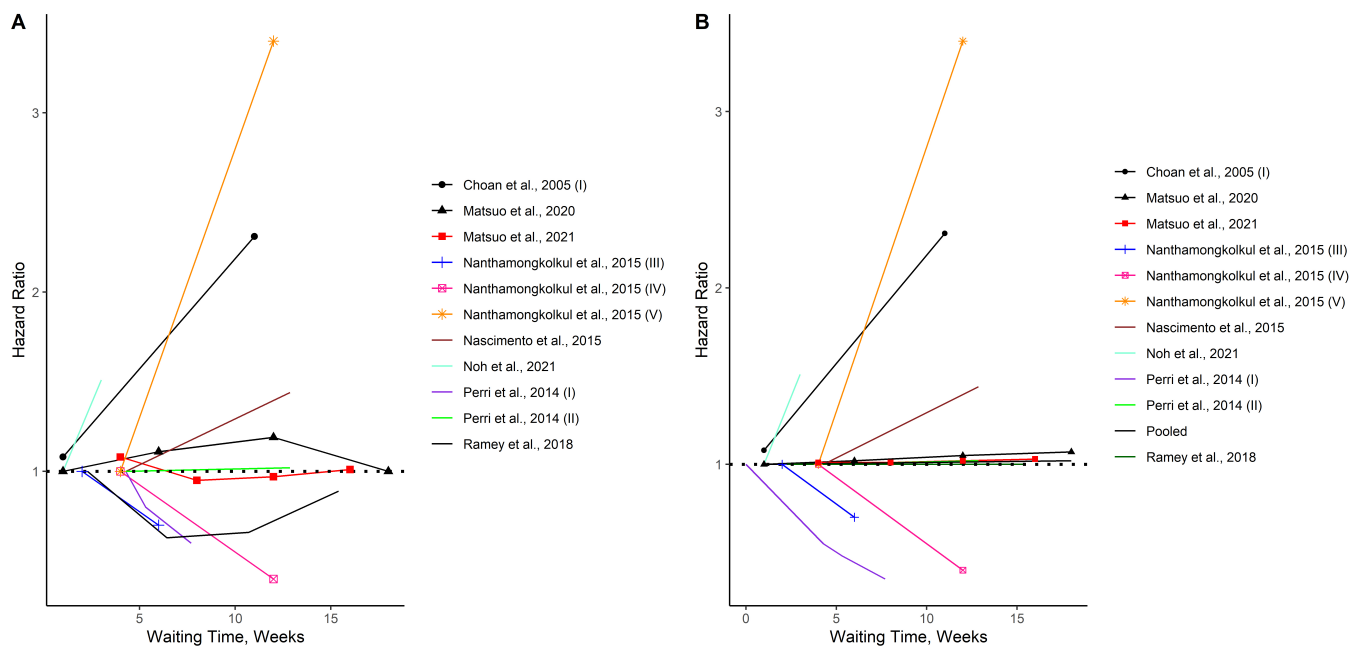 A
Hazard Ratio
3
2
1
5
10
15
Waiting Time, Weeks
Choan et al., 2005 (I)
Matsuo et al., 2020
Matsuo et al., 2021
Nanthamongkolkul et al., 2015 (III)
Nanthamongkolkul et al., 2015 (IV)
Nanthamongkolkul et al., 2015 (V)
Nascimento et al., 2015
Noh et al., 2021
Perri et al., 2014 (I)
Perri et al., 2014 (II)
Ramey et al., 2018
B
Hazard Ratio
3
2
1
0
5
10
15
Waiting Time, Weeks
Choan et al., 2005 (I)
Matsuo et al., 2020
Matsuo et al., 2021
Nanthamongkolkul et al., 2015 (III)
Nanthamongkolkul et al., 2015 (IV)
Nanthamongkolkul et al., 2015 (V)
Nascimento et al., 2015
Noh et al., 2021
Perri et al., 2014 (I)
Perri et al., 2014 (II)
Pooled
Ramey et al., 2018